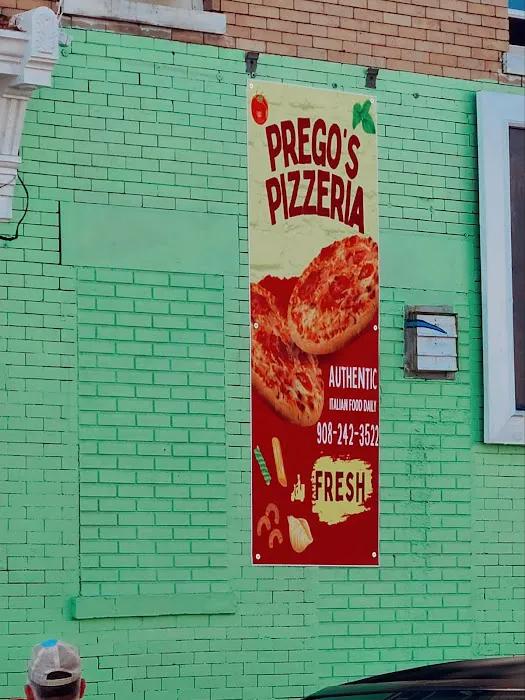 PREGO'S
PIZZERIA
AUTHENTIC
ITALIAN FOOD DAILY
908-242-3522
FRESH